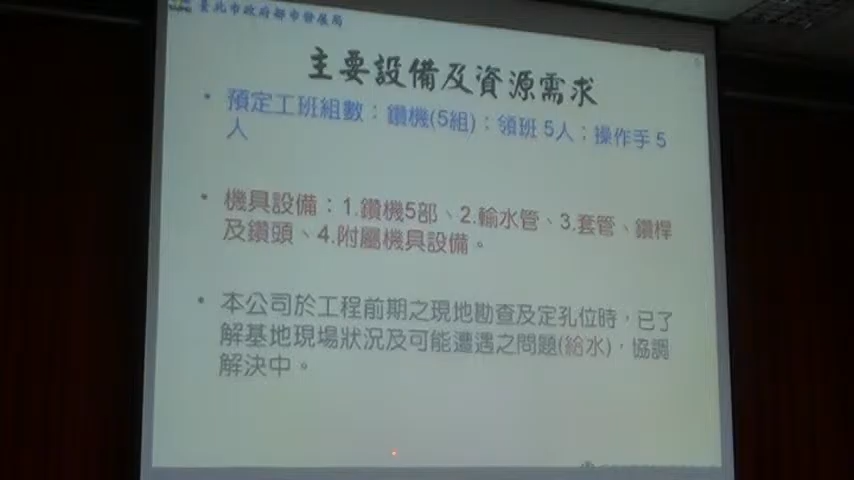 臺北市政府都市發展局
主要設備及資源需求
• 預定工班組數：鑽機(5組)；領班 5人；操作手 5
人
• 機具設備：1.鑽機5部、2.輸水管、3.套管、鑽桿
及鑽頭、4.附屬機具設備。
• 本公司於工程前期之現地勘查及定孔位時，已了
解基地現場狀況及可能遭遇之問題(給水)，協調
解決中。